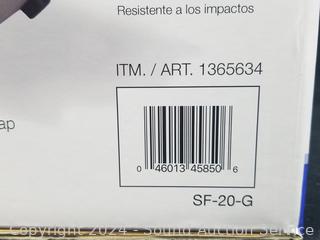 Resistente a los impactos
ITM. / ART. 1365634
ap
0 46013 45850 6
SF-20-G
Copyright 2024 - Sound Auction Service